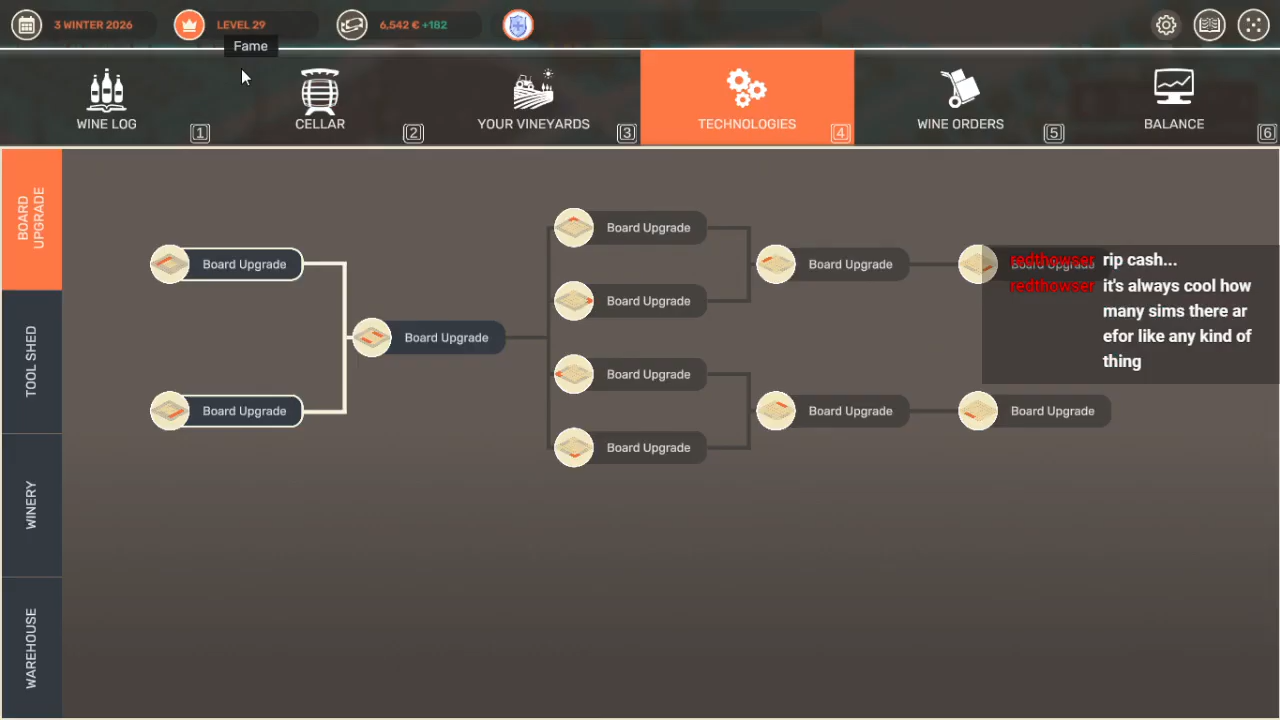 3 WINTER 2026
LEVEL 29
6,542 € +182
Fame
WINE LOG
1
CELLAR
2
YOUR VINEYARDS
3
TECHNOLOGIES
4
WINE ORDERS
5
BALANCE
6
BOARD
UPGRADE
TOOL SHED
WINERY
WAREHOUSE
Board Upgrade
Board Upgrade
Board Upgrade
Board Upgrade
Board Upgrade
Board Upgrade
Board Upgrade
Board Upgrade
Board Upgrade
Board Upgrade
Board Upgrade
redthowser rip cash...
redthowser it's always cool how
many sims there ar
efor like any kind of
thing